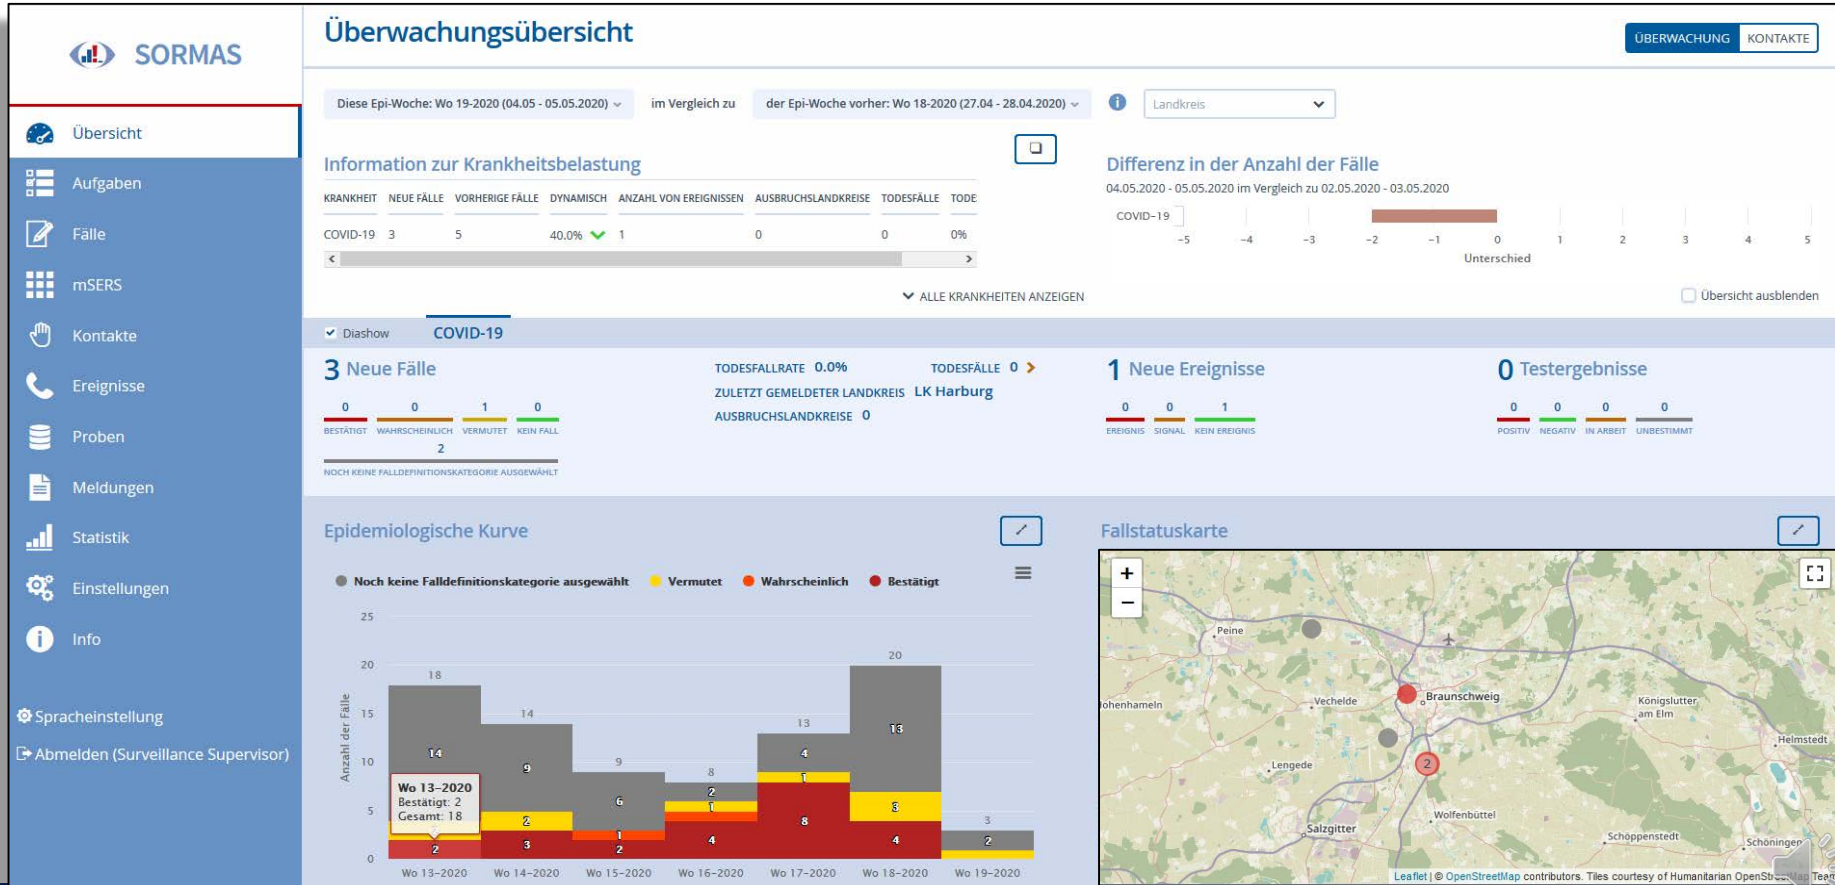 SORMAS
Übersicht
Aufgaben
Fälle
mSERS
Kontakte
Ereignisse
Proben
Meldungen
Statistik
Einstellungen
Info
Spracheinstellung
Abmelden (Surveillance Supervisor)
Überwachungsübersicht
ÜBERWACHUNG KONTAKTE
Diese Epi-Woche: Wo 19-2020 (04.05 - 05.05.2020) im Vergleich zu der Epi-Woche vorher: Wo 18-2020 (27.04 - 28.04.2020) Landkreis
Information zur Krankheitsbelastung
KRANKHEIT NEUE FÄLLE VORHERIGE FÄLLE DYNAMISCH ANZAHL VON EREIGNISSEN AUSBRUCHSLANDKREISE TODESFÄLLE TODE
COVID-19 3 5 40.0% 1 0 0 0%
ALLE KRANKHEITEN ANZEIGEN
Differenz in der Anzahl der Fälle
04.05.2020 - 05.05.2020 im Vergleich zu 02.05.2020 - 03.05.2020
COVID-19
-5 -4 -3 -2 -1 0 1 2 3 4 5
Unterschied
Übersicht ausblenden
Diashow COVID-19
3 Neue Fälle
0 0 1 0
BESTÄTIGT WAHRSCHEINLICH VERMUTET KEIN FALL
2
NOCH KEINE FALLDEFINITIONSKATEGORIE AUSGEWÄHLT
TODESFALLRATE 0.0% TODESFÄLLE 0
ZULETZT GEMELDETER LANDKREIS LK Harburg
AUSBRUCHSLANDKREISE 0
1 Neue Ereignisse
0 0 1
EREIGNIS SIGNAL KEIN EREIGNIS
0 Testergebnisse
0 0 0 0
POSITIV NEGATIV IN ARBEIT UNBESTIMMT
Epidemiologische Kurve
Noch keine Falldefinitionskategorie ausgewählt Vermutet Wahrscheinlich Bestätigt
Anzahl der Fälle
25
20
15
10
5
0
18 14 9 8 13 20 3
14 9 6 2 4 13 2
2 1 1 1 3
2 3 2 4 8 4
Wo 13-2020
Bestätigt: 2
Gesamt: 18
Wo 13-2020 Wo 14-2020 Wo 15-2020 Wo 16-2020 Wo 17-2020 Wo 18-2020 Wo 19-2020
Fallstatuskarte
+
−
Peine
Hohenhameln
Vechelde
Braunschweig
Königslutter
am Elm
Helmstedt
Lengede
2
Wolfenbüttel
Salzgitter
Schöppenstedt
Schöningen
Leaflet | © OpenStreetMap contributors. Tiles courtesy of Humanitarian OpenStreetMap Team